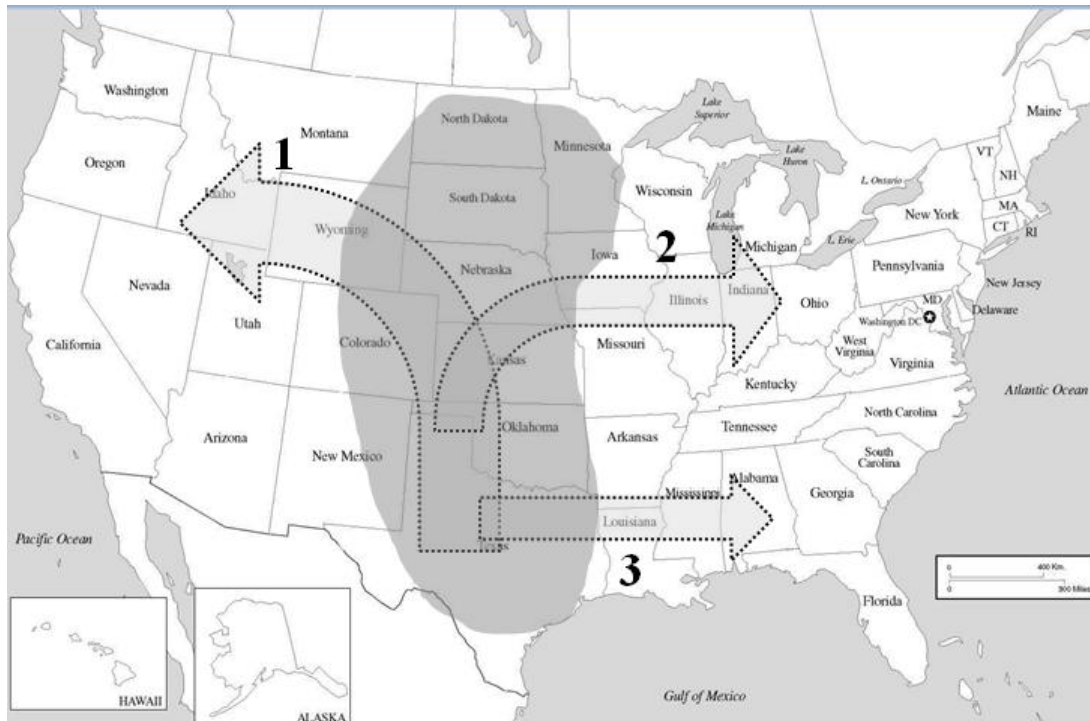 Washington
Montana
North Dakota
Minnesota
Lake
Superior
Maine
Oregon
1
Idaho
Lake
Huron
VT
NH
Wisconsin
South Dakota
Wyoming
Lake
Michigan
Michigan
L. Ontario
New York
MA
CT
RI
L. Erie
2
Iowa
Nebraska
Pennsylvania
Nevada
Illinois
Indiana
Ohio
New Jersey
MD
Delaware
Washington DC
Utah
Colorado
California
Kansas
Missouri
West
Virginia
Virginia
Kentucky
Atlantic Ocean
North Carolina
Tennessee
Oklahoma
Arkansas
Arizona
New Mexico
South
Carolina
Mississippi
Alabama
Georgia
Louisiana
Pacific Ocean
Texas
3
0
400 Km.
0
300 Miles
Florida
HAWAII
ALASKA
Gulf of Mexico